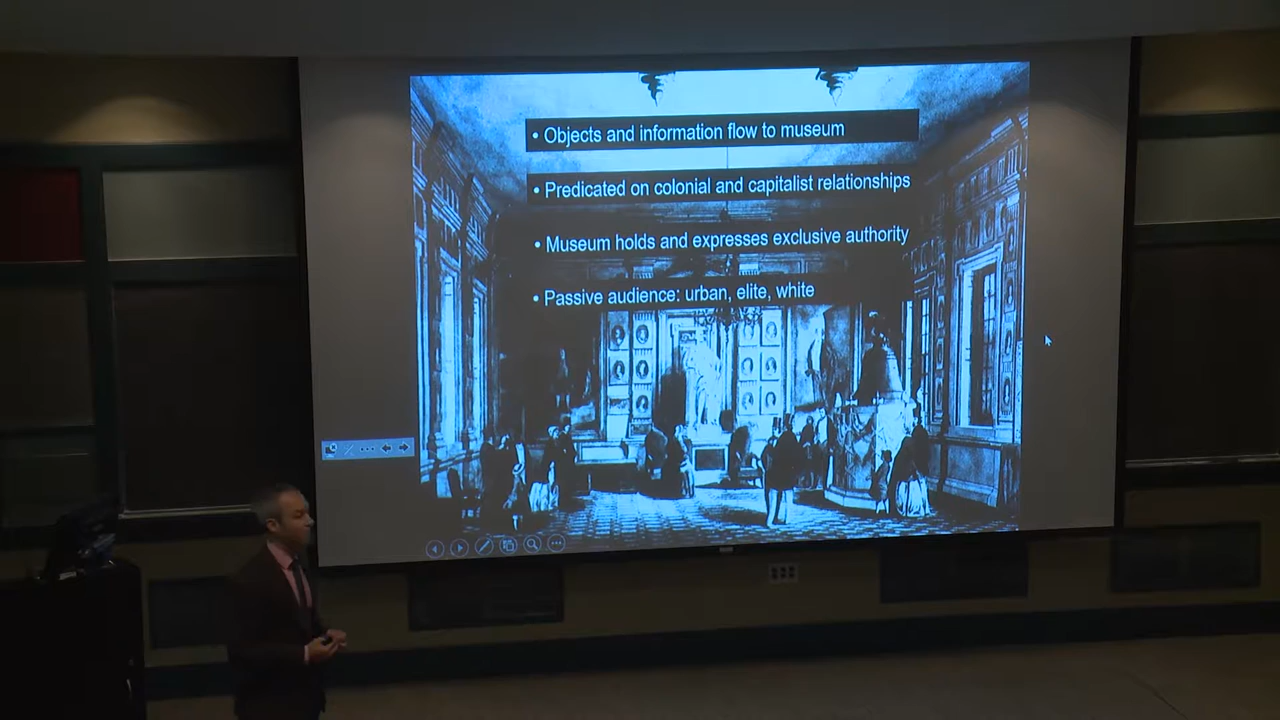 • Objects and information flow to museum
• Predicated on colonial and capitalist relationships
• Museum holds and expresses exclusive authority
• Passive audience: urban, elite, white